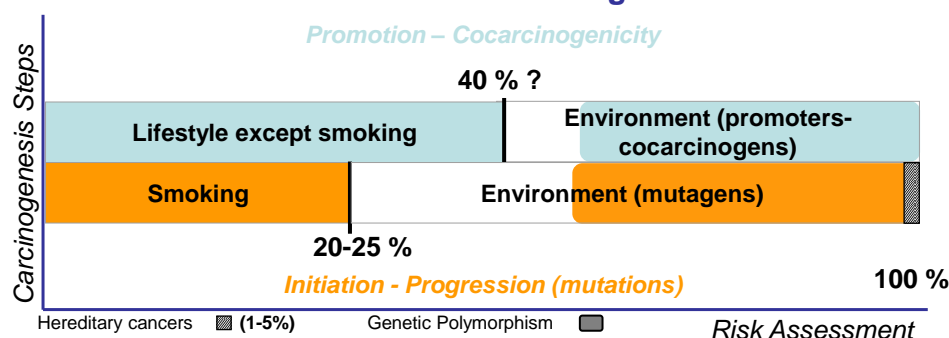 Promotion – Cocarcinogenicity
Carcinogenesis Steps
40 % ?
Lifestyle except smoking
Environment (promoters-
cocarcinogens)
Smoking
Environment (mutagens)
20-25 %
100 %
Initiation - Progression (mutations)
Hereditary cancers (1-5%)
Genetic Polymorphism
Risk Assessment